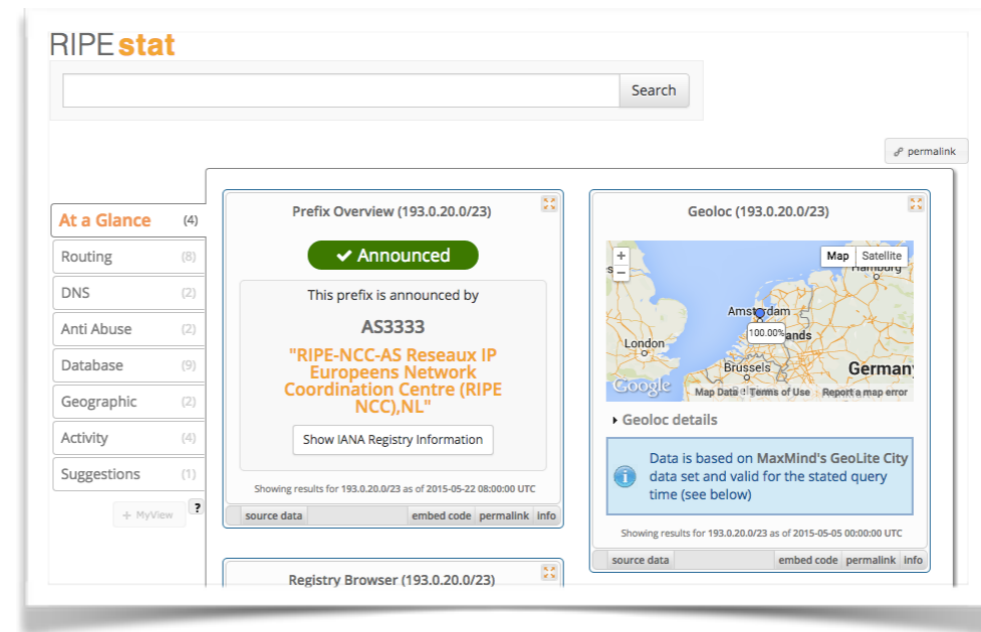 RIPEstat
Search
permalink
At a Glance (4)
Routing (8)
DNS (2)
Anti Abuse (2)
Database (9)
Geographic (2)
Activity (4)
Suggestions (1)
+ MyView ?
Prefix Overview (193.0.20.0/23)
✔ Announced
This prefix is announced by
AS3333
"RIPE-NCC-AS Reseaux IP
Europeens Network
Coordination Centre (RIPE
NCC),NL"
Show IANA Registry Information
Showing results for 193.0.20.0/23 as of 2015-05-22 08:00:00 UTC
source data embed code permalink info
Registry Browser (193.0.20.0/23)
Geoloc (193.0.20.0/23)
+
−
Map Satellite
Hamburg
Amsterdam
100.00%
ands
London
Brussels
German
Google
Map Data Terms of Use Report a map error
Geoloc details
Data is based on MaxMind's GeoLite City
data set and valid for the stated query
time (see below)
Showing results for 193.0.20.0/23 as of 2015-05-05 00:00:00 UTC
source data embed code permalink info